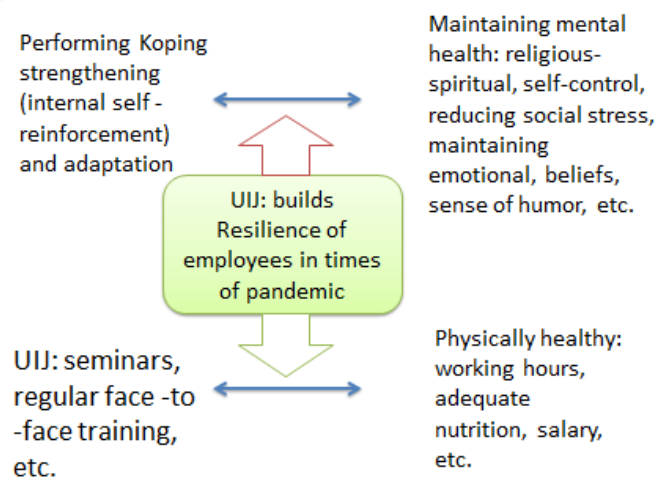 Performing Koping
strengthening
(internal self -
reinforcement)
and adaptation
Maintaining mental
health: religious-
spiritual, self-control,
reducing social stress,
maintaining
emotional, beliefs,
sense of humor, etc.
UIJ: builds
Resilience of
employees in times
of pandemic
UIJ: seminars,
regular face -to
-face training,
etc.
Physically healthy:
working hours,
adequate
nutrition, salary,
etc.